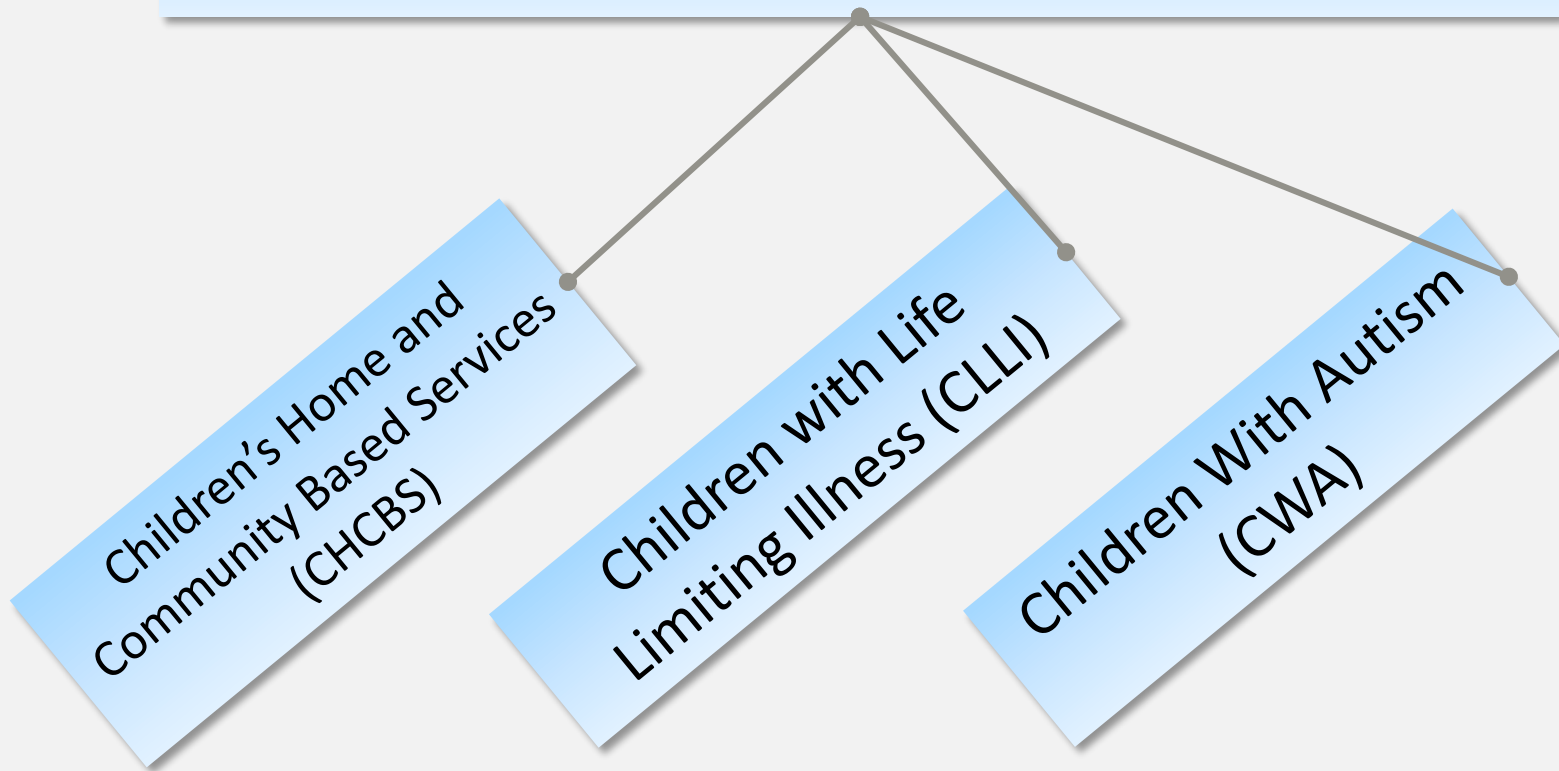 Children’s Home and
Community Based Services
(CHCBS)
Children with Life
Limiting Illness (CLLI)
Children With Autism
(CWA)